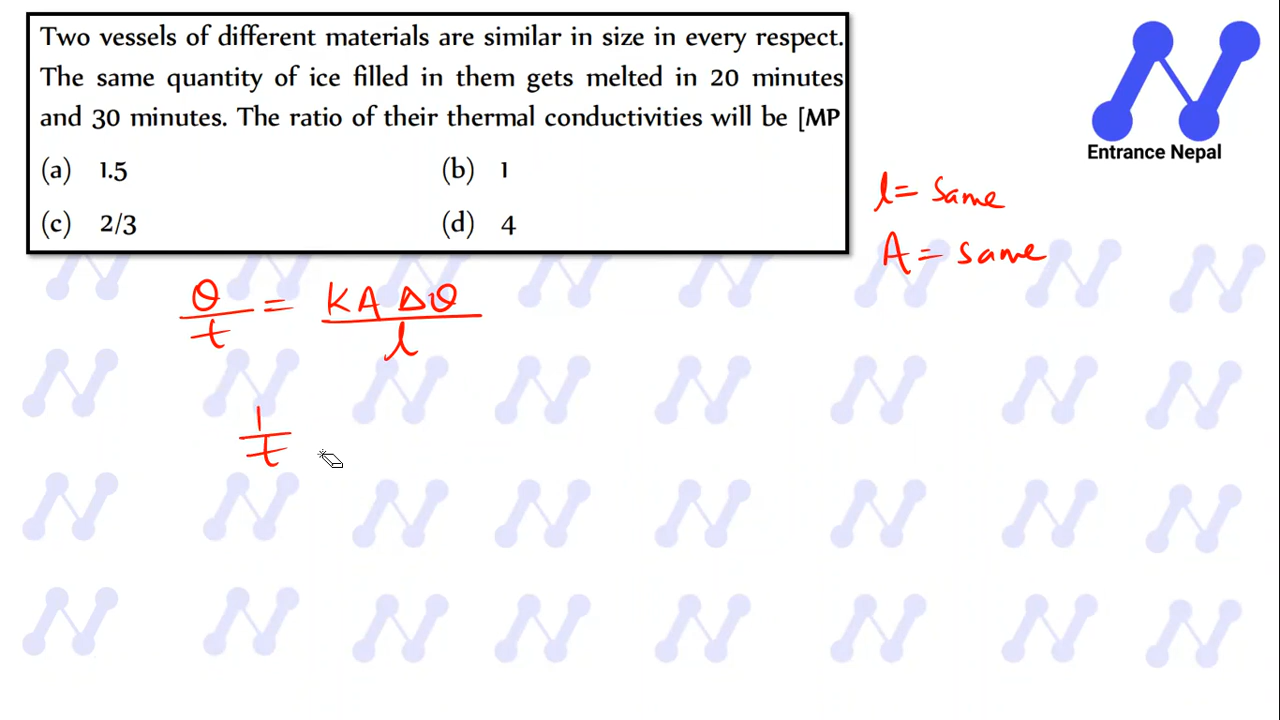 Two vessels of different materials are similar in size in every respect.
The same quantity of ice filled in them gets melted in 20 minutes
and 30 minutes. The ratio of their thermal conductivities will be [MP
(a) 1.5 (b) 1
(c) 2/3 (d) 4
Entrance Nepal
l = Same
A = same
θ/t = KAΔθ/l
1/t